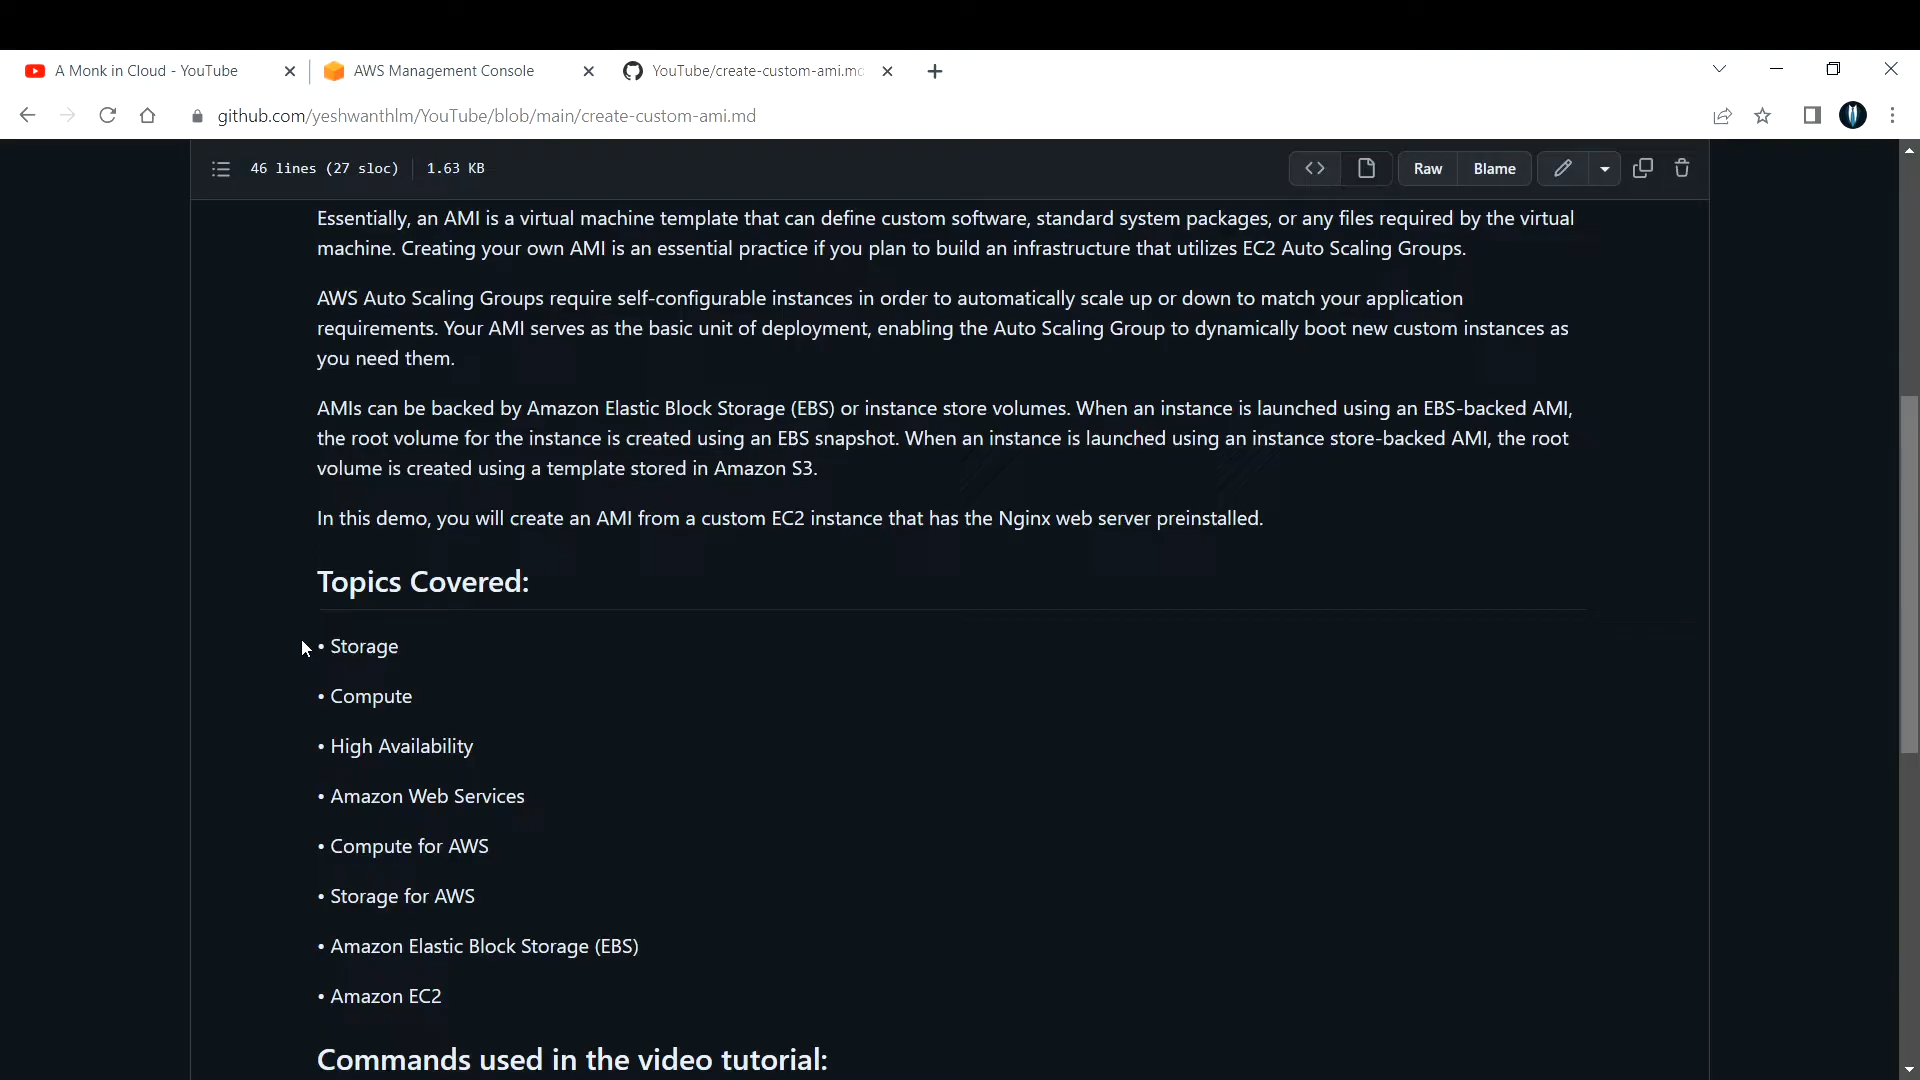 A Monk in Cloud - YouTube
AWS Management Console
YouTube/create-custom-ami.md
github.com/yeshwanthlm/YouTube/blob/main/create-custom-ami.md
46 lines (27 sloc) 1.63 KB
Raw Blame
Essentially, an AMI is a virtual machine template that can define custom software, standard system packages, or any files required by the virtual
machine. Creating your own AMI is an essential practice if you plan to build an infrastructure that utilizes EC2 Auto Scaling Groups.
AWS Auto Scaling Groups require self-configurable instances in order to automatically scale up or down to match your application
requirements. Your AMI serves as the basic unit of deployment, enabling the Auto Scaling Group to dynamically boot new custom instances as
you need them.
AMIs can be backed by Amazon Elastic Block Storage (EBS) or instance store volumes. When an instance is launched using an EBS-backed AMI,
the root volume for the instance is created using an EBS snapshot. When an instance is launched using an instance store-backed AMI, the root
volume is created using a template stored in Amazon S3.
In this demo, you will create an AMI from a custom EC2 instance that has the Nginx web server preinstalled.
Topics Covered:
• Storage
• Compute
• High Availability
• Amazon Web Services
• Compute for AWS
• Storage for AWS
• Amazon Elastic Block Storage (EBS)
• Amazon EC2
Commands used in the video tutorial: